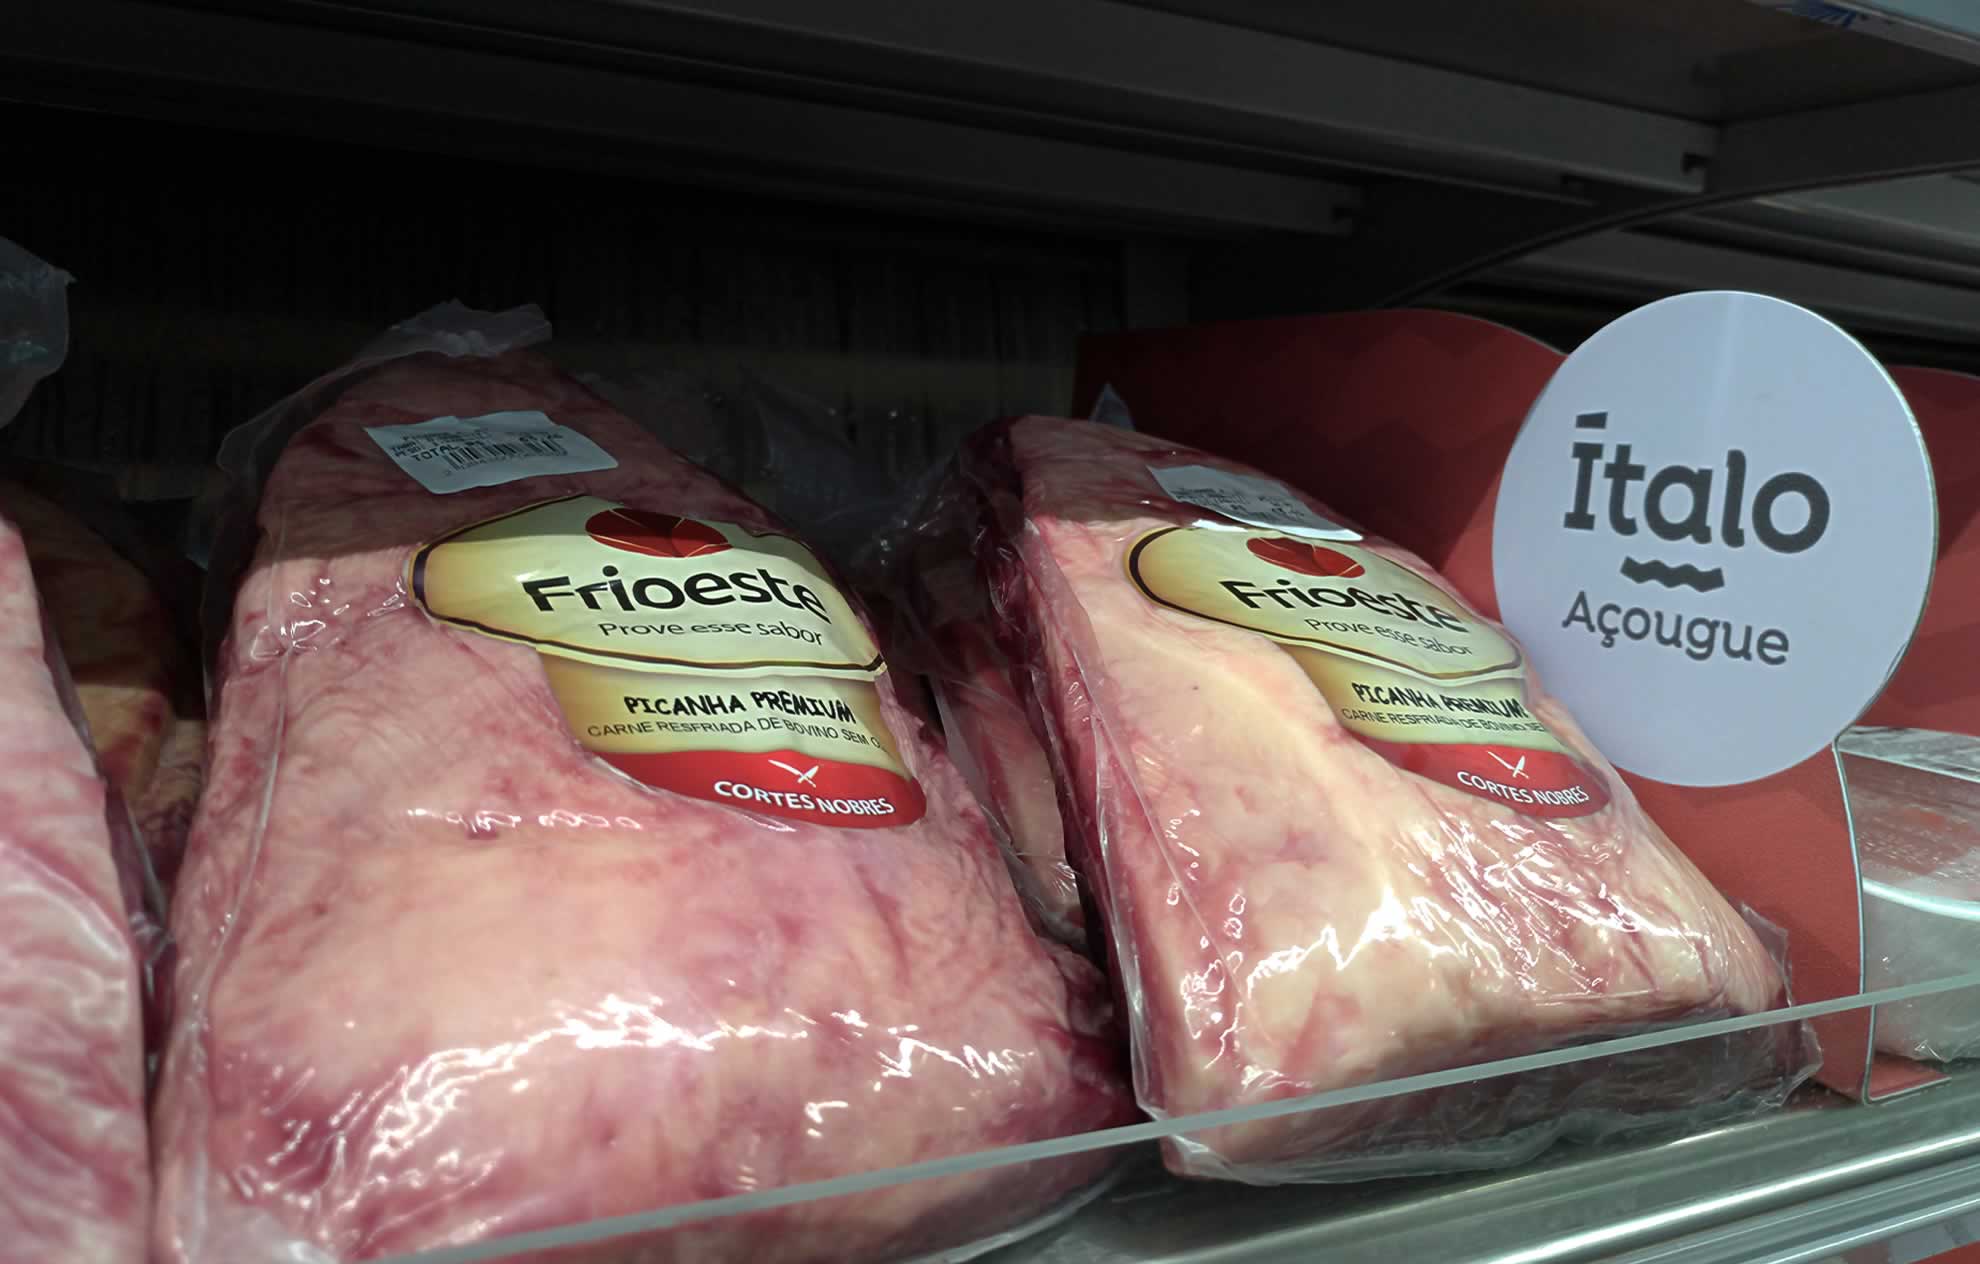 TOTAL
Frioeste
Prove esse sabor
PICANHA PREMIUM
CARNE RESFRIADA DE BOVINO SEM
CORTES NOBRES
Frioeste
Prove esse sabor
PICANHA PREMIUM
CARNE RESFRIADA DE BOVINO
CORTES NOBRES
Ítalo
Açougue